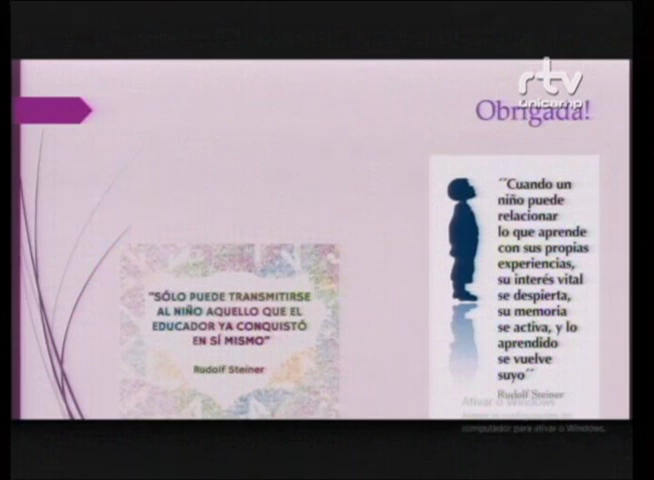 rtv
unicamp
Obrigada!
´´Cuando un
niño puede
relacionar
lo que aprende
con sus propias
experiencias,
su interés vital
se despierta,
su memoria
se activa, y lo
aprendido
se vuelve
suyo´´
Rudolf Steiner
"SÓLO PUEDE TRANSMITIRSE
AL NIÑO AQUELLO QUE EL
EDUCADOR YA CONQUISTÓ
EN SÍ MISMO"
Rudolf Steiner
Ativar o Windows
computador para ativar o Windows.